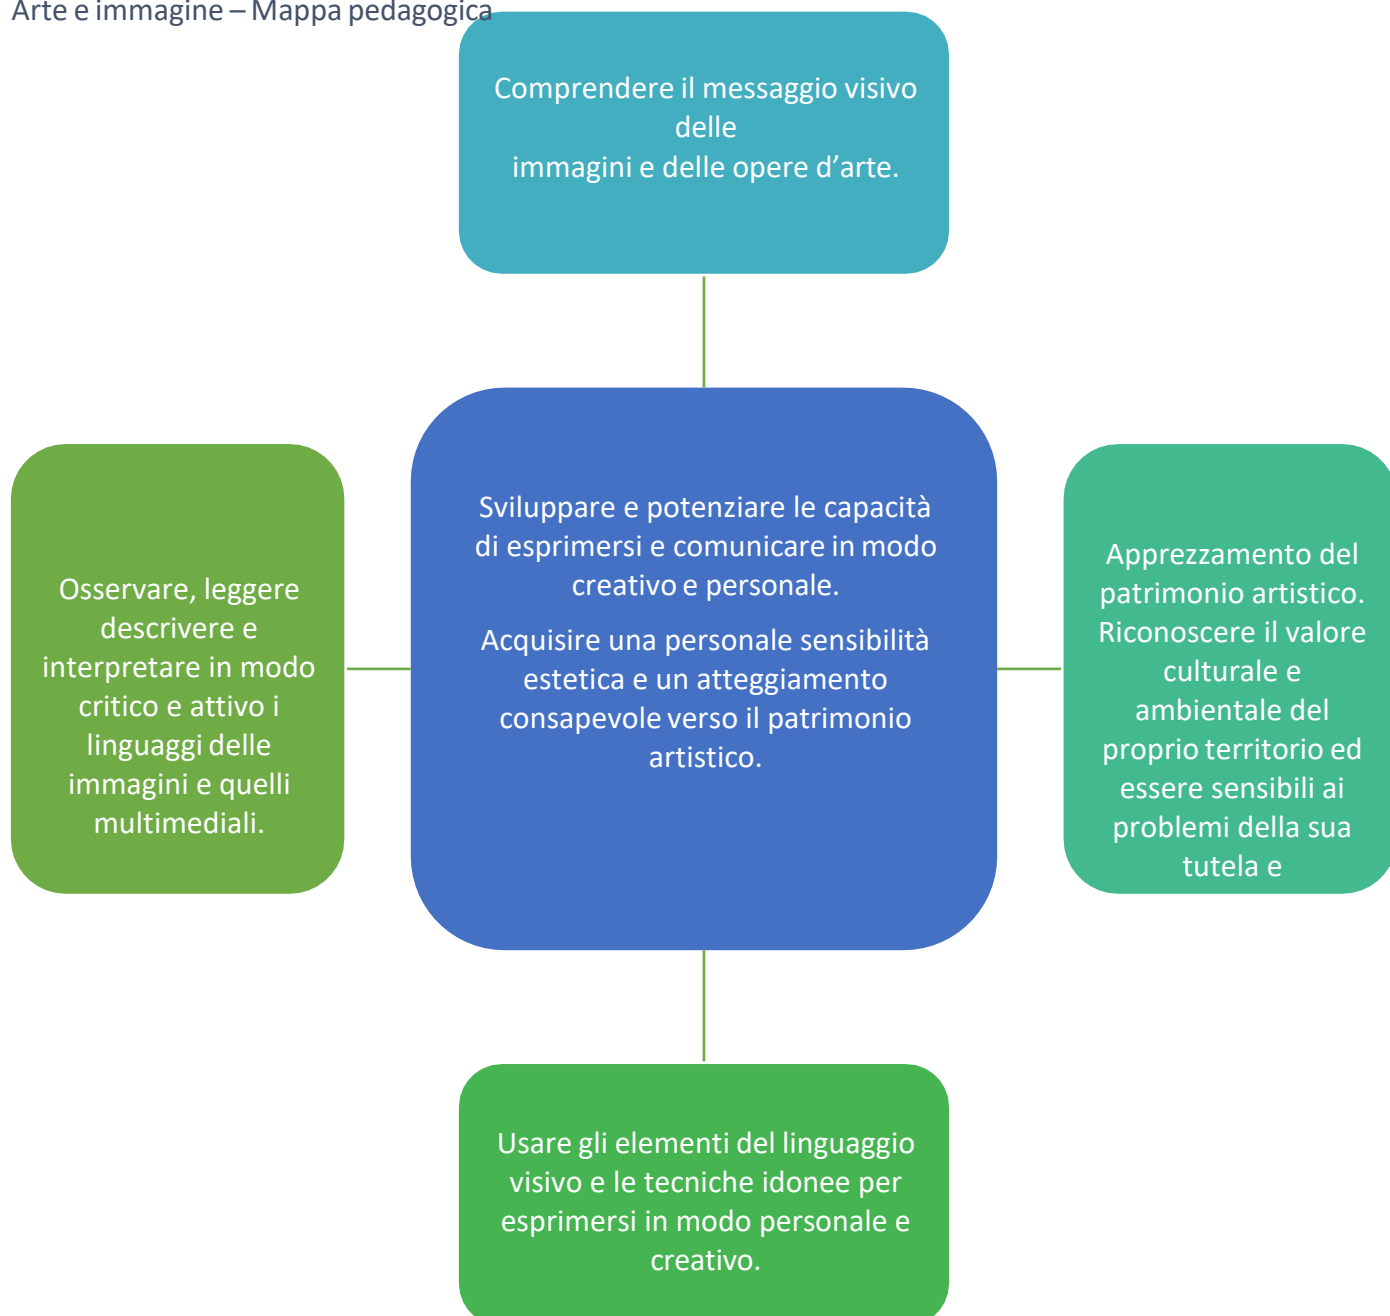 Arte e immagine – Mappa pedagogica
Comprendere il messaggio visivo
delle
immagini e delle opere d’arte.
Osservare, leggere
descrivere e
interpretare in modo
critico e attivo i
linguaggi delle
immagini e quelli
multimediali.
Sviluppare e potenziare le capacità
di esprimersi e comunicare in modo
creativo e personale.
Acquisire una personale sensibilità
estetica e un atteggiamento
consapevole verso il patrimonio
artistico.
Apprezzamento del
patrimonio artistico.
Riconoscere il valore
culturale e
ambientale del
proprio territorio ed
essere sensibili ai
problemi della sua
tutela e
Usare gli elementi del linguaggio
visivo e le tecniche idonee per
esprimersi in modo personale e
creativo.